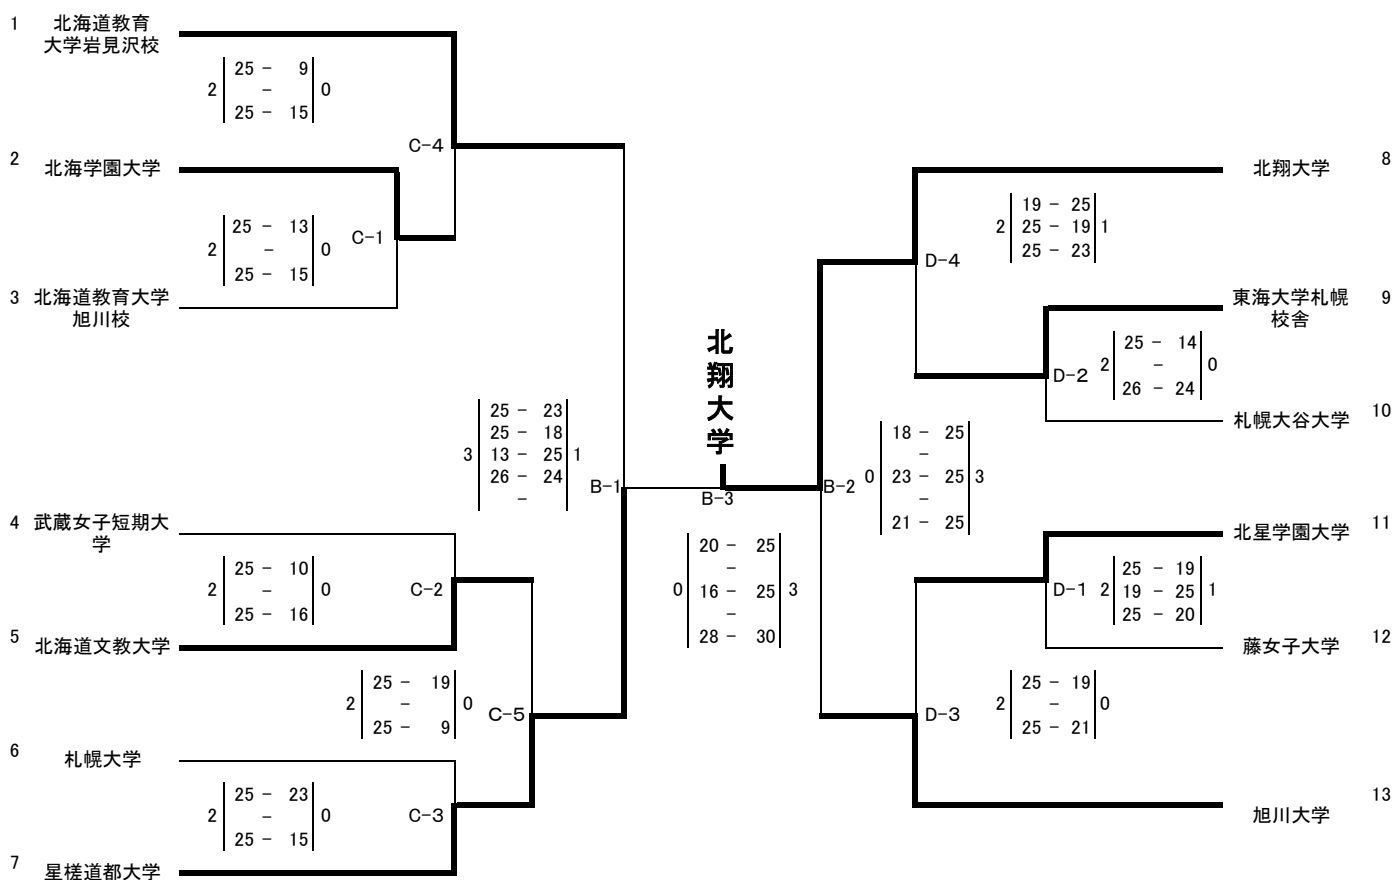 1
北海道教育
大学岩見沢校
25 - 9
2 - 0
25 - 15
C-4
2
北海学園大学
25 - 13
2 - 0
25 - 15
C-1
3
北海道教育大学
旭川校
25 - 23
25 - 18
3 13 - 25 1
26 - 24
-
B-1
4
武蔵女子短期大
学
25 - 10
2 - 0
25 - 16
C-2
5
北海道文教大学
25 - 19
2 - 0
25 - 9
C-5
6
札幌大学
25 - 23
2 - 0
25 - 15
C-3
7
星槎道都大学
北
翔
大
学
B-3
20 - 25
-
0 16 - 25 3
-
28 - 30
北翔大学
8
19 - 25
2 25 - 19 1
25 - 23
D-4
東海大学札幌
校舎
9
25 - 14
2 - 0
26 - 24
D-2
札幌大谷大学
10
18 - 25
-
B-2 0 23 - 25 3
-
21 - 25
北星学園大学
11
25 - 19
D-1 2 19 - 25 1
25 - 20
藤女子大学
12
25 - 19
2 - 0
25 - 21
D-3
旭川大学
13